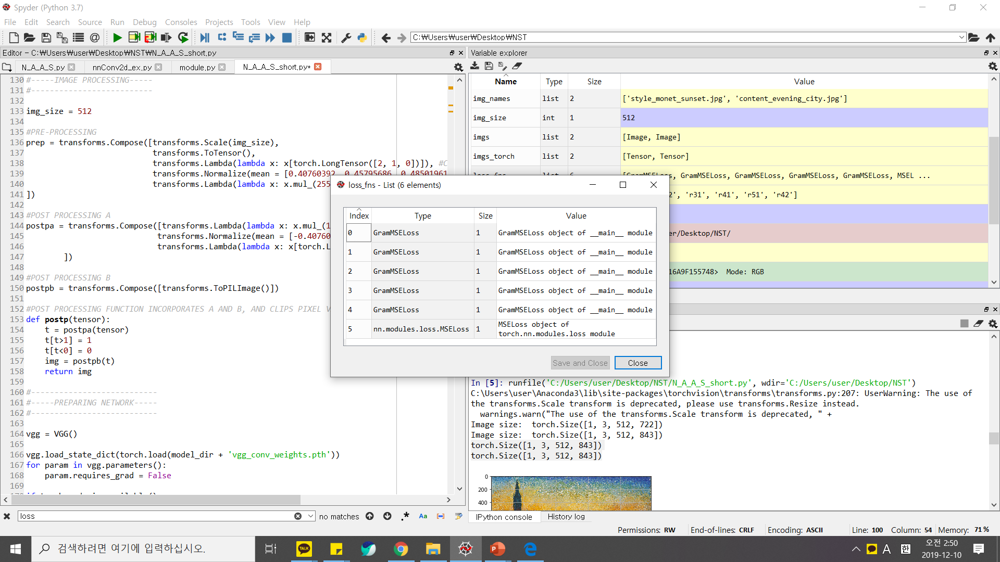 Spyder (Python 3.7)
File Edit Search Source Run Debug Consoles Projects Tools View Help
C:₩Users₩user₩Desktop₩NST
Editor - C:₩Users₩user₩Desktop₩NST₩N_A_A_S_short.py
N_A_A_S.py nnConv2d_ex.py module.py N_A_A_S_short.py*
130 #-----IMAGE PROCESSING-----
131 #--------------------------
132
133 img_size = 512
134
135 #PRE-PROCESSING
136 prep = transforms.Compose([transforms.Scale(img_size),
137 transforms.ToTensor(),
138 transforms.Lambda(lambda x: x[torch.LongTensor([2, 1, 0])]), #C
139 transforms.Normalize(mean = [0.40760392, 0.45795686, 0.48501961
140 transforms.Lambda(lambda x: x.mul_(255
141 ])
142
143 #POST PROCESSING A
144 postpa = transforms.Compose([transforms.Lambda(lambda x: x.mul_(1
145 transforms.Normalize(mean = [-0.40760
146 transforms.Lambda(lambda x: x[torch.L
147 ])
148
149 #POST PROCESSING B
150 postpb = transforms.Compose([transforms.ToPILImage()])
151
152 #POST PROCESSING FUNCTION INCORPORATES A AND B, AND CLIPS PIXEL V
153 def postp(tensor):
154 t = postpa(tensor)
155 t[t>1] = 1
156 t[t<0] = 0
157 img = postpb(t)
158 return img
159
160 #---------------------------
161 #-----PREPARING NETWORK-----
162 #---------------------------
163
164 vgg = VGG()
165
166 vgg.load_state_dict(torch.load(model_dir + 'vgg_conv_weights.pth'))
167 for param in vgg.parameters():
168 param.requires_grad = False
169
loss no matches Aa
Variable explorer
Name Type Size Value
img_names list 2 ['style_monet_sunset.jpg', 'content_evening_city.jpg']
img_size int 1 512
imgs list 2 [Image, Image]
imgs_torch list 2 [Tensor, Tensor]
loss_fns list 6 [GramMSELoss, GramMSELoss, GramMSELoss, GramMSELoss, GramMSELoss, MSEL ...
2', 'r31', 'r41', 'r51', 'r42']
er/Desktop/NST/
16A9F155748> Mode: RGB
loss_fns - List (6 elements)
Index Type Size Value
0 GramMSELoss 1 GramMSELoss object of __main__ module
1 GramMSELoss 1 GramMSELoss object of __main__ module
2 GramMSELoss 1 GramMSELoss object of __main__ module
3 GramMSELoss 1 GramMSELoss object of __main__ module
4 GramMSELoss 1 GramMSELoss object of __main__ module
5 nn.modules.loss.MSELoss 1 MSELoss object of
torch.nn.modules.loss module
Save and Close Close
In [5]: runfile('C:/Users/user/Desktop/NST/N_A_A_S_short.py', wdir='C:/Users/user/Desktop/NST')
C:\Users\user\Anaconda3\lib\site-packages\torchvision\transforms\transforms.py:207: UserWarning: The use of
the transforms.Scale transform is deprecated, please use transforms.Resize instead.
warnings.warn("The use of the transforms.Scale transform is deprecated, " +
Image size: torch.Size([1, 3, 512, 722])
Image size: torch.Size([1, 3, 512, 843])
torch.Size([1, 3, 512, 843])
torch.Size([1, 3, 512, 843])
0
200
400
IPython console History log
Permissions: RW End-of-lines: CRLF Encoding: ASCII Line: 100 Column: 54 Memory: 71 %
검색하려면 여기에 입력하십시오.
TALK
A 한
오전 2:50
2019-12-10